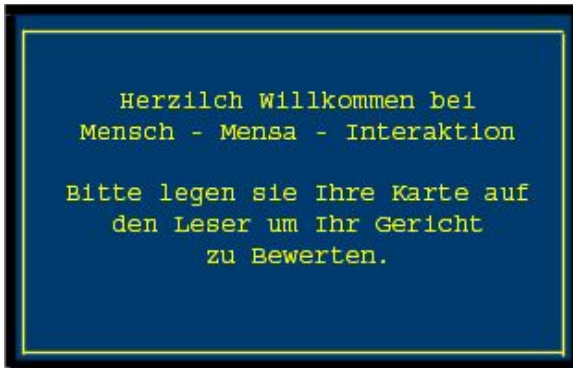 Herzilch Willkommen bei
Mensch - Mensa - Interaktion
Bitte legen sie Ihre Karte auf
den Leser um Ihr Gericht
zu Bewerten.